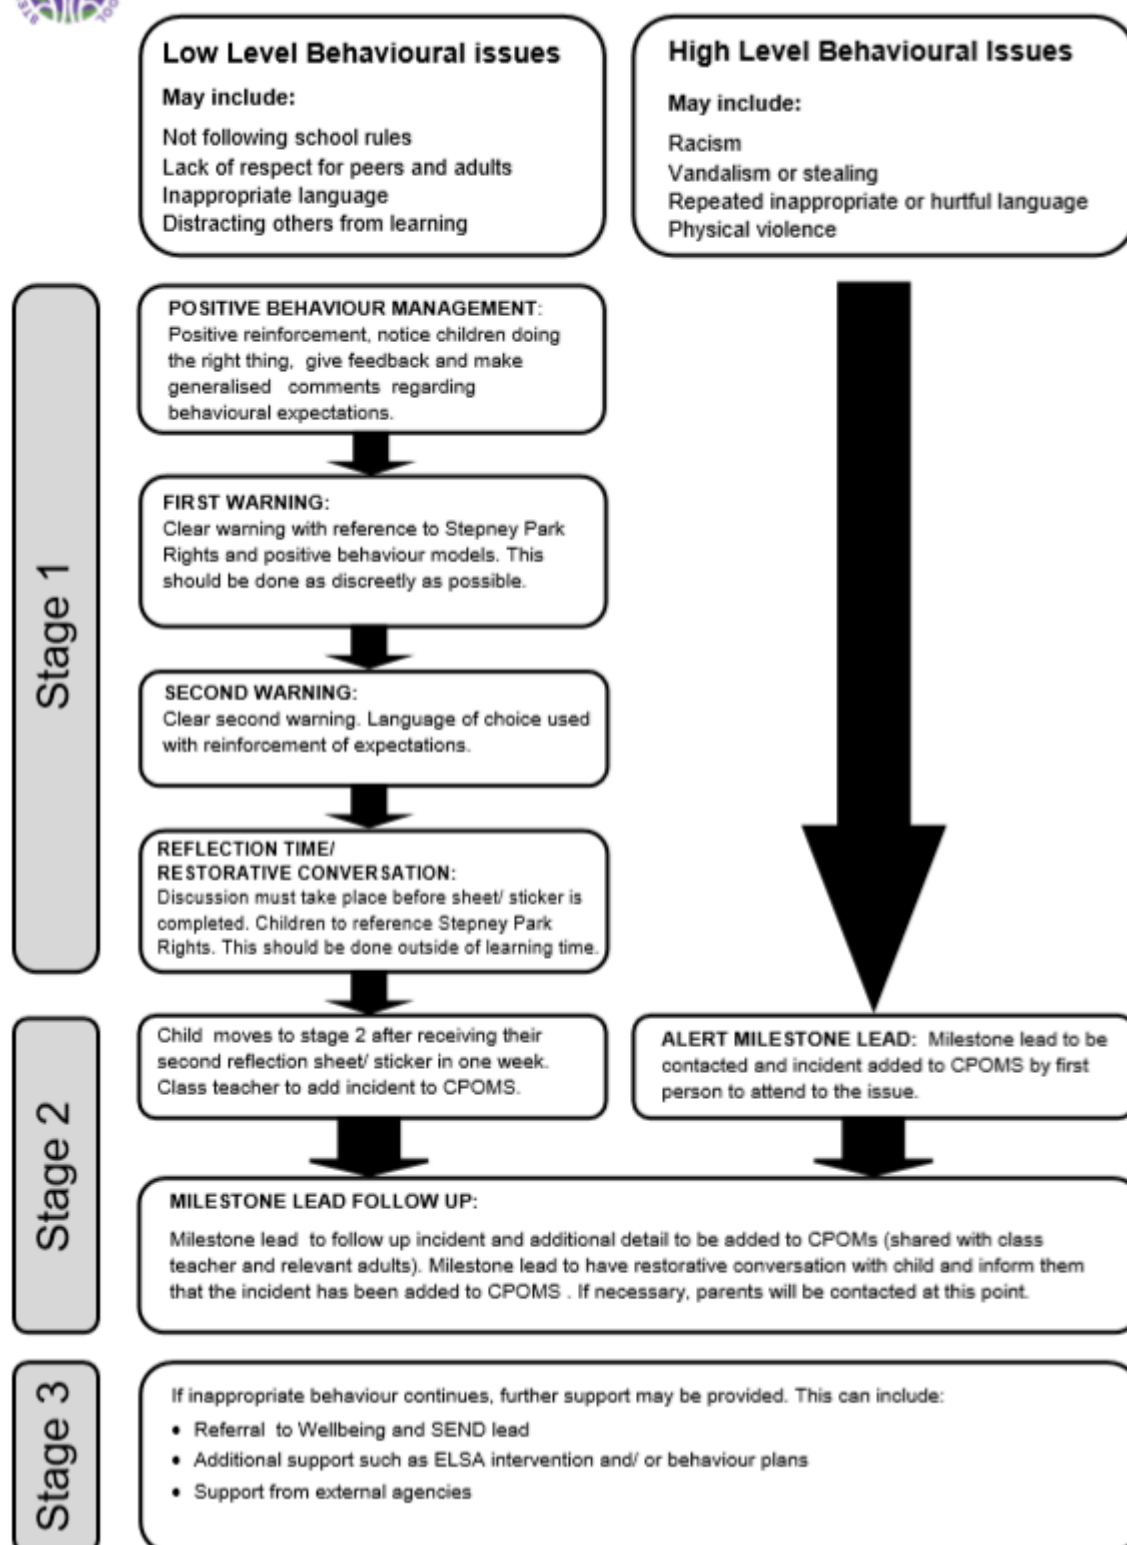 Low Level Behavioural issues
May include:
Not following school rules
Lack of respect for peers and adults
Inappropriate language
Distracting others from learning
High Level Behavioural Issues
May include:
Racism
Vandalism or stealing
Repeated inappropriate or hurtful language
Physical violence
Stage 1
POSITIVE BEHAVIOUR MANAGEMENT:
Positive reinforcement, notice children doing
the right thing, give feedback and make
generalised comments regarding
behavioural expectations.
FIRST WARNING:
Clear warning with reference to Stepney Park
Rights and positive behaviour models. This
should be done as discreetly as possible.
SECOND WARNING:
Clear second warning. Language of choice used
with reinforcement of expectations.
REFLECTION TIME/
RESTORATIVE CONVERSATION:
Discussion must take place before sheet/ sticker is
completed. Children to reference Stepney Park
Rights. This should be done outside of learning time.
Stage 2
Child moves to stage 2 after receiving their
second reflection sheet/ sticker in one week.
Class teacher to add incident to CPOMS.
ALERT MILESTONE LEAD: Milestone lead to be
contacted and incident added to CPOMS by first
person to attend to the issue.
MILESTONE LEAD FOLLOW UP:
Milestone lead to follow up incident and additional detail to be added to CPOMs (shared with class
teacher and relevant adults). Milestone lead to have restorative conversation with child and inform them
that the incident has been added to CPOMS . If necessary, parents will be contacted at this point.
Stage 3
If inappropriate behaviour continues, further support may be provided. This can include:
• Referral to Wellbeing and SEND lead
• Additional support such as ELSA intervention and/ or behaviour plans
• Support from external agencies